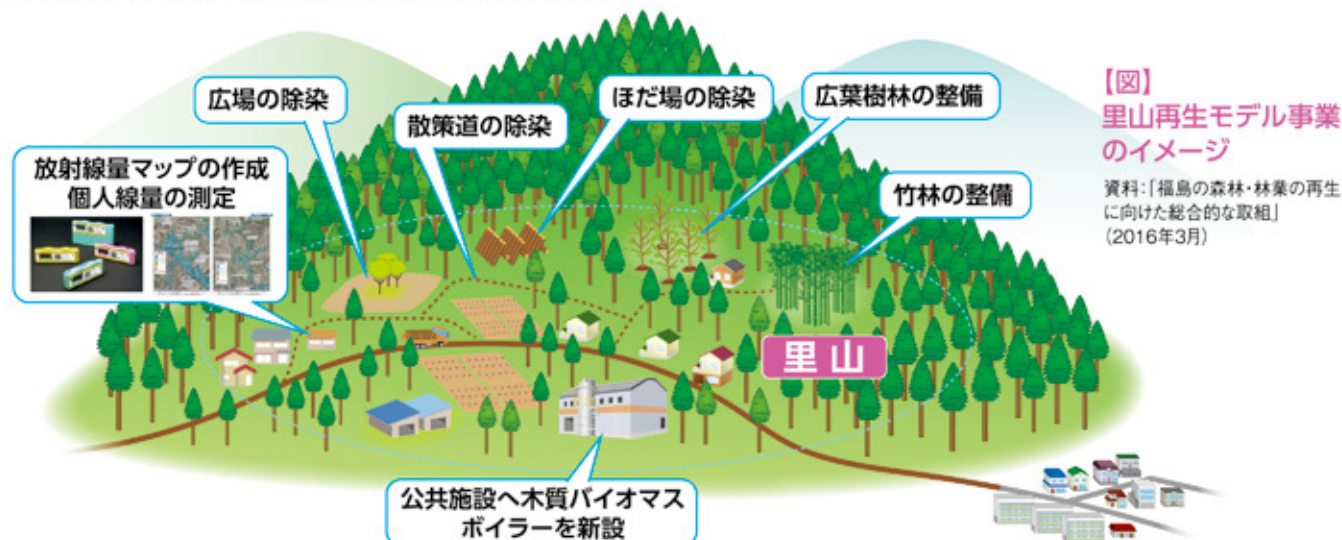 広場の除染
散策道の除染
ほだ場の除染
広葉樹林の整備
竹林の整備
放射線量マップの作成
個人線量の測定
里山
公共施設へ木質バイオマス
ボイラーを新設
【図】
里山再生モデル事業
のイメージ
資料:「福島の森林・林業の再生
に向けた総合的な取組」
(2016年3月)